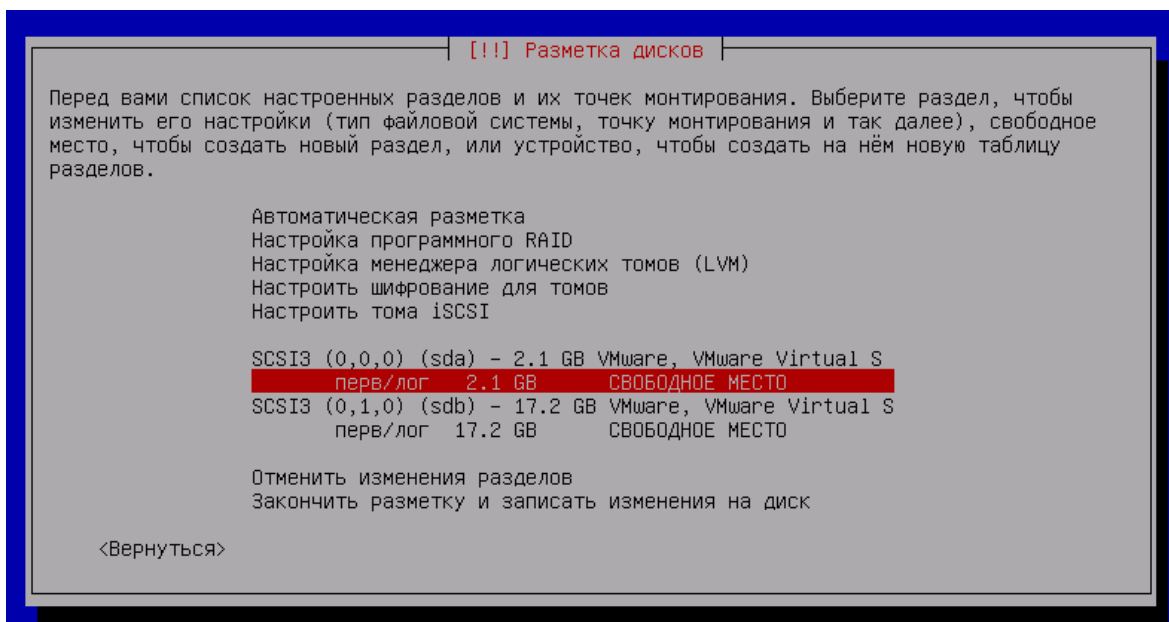 [!!] Разметка дисков
Перед вами список настроенных разделов и их точек монтирования. Выберите раздел, чтобы
изменить его настройки (тип файловой системы, точку монтирования и так далее), свободное
место, чтобы создать новый раздел, или устройство, чтобы создать на нём новую таблицу
разделов.
Автоматическая разметка
Настройка программного RAID
Настройка менеджера логических томов (LVM)
Настроить шифрование для томов
Настроить тома iSCSI
SCSI3 (0,0,0) (sda) – 2.1 GB VMware, VMware Virtual S
перв/лог 2.1 GB СВОБОДНОЕ МЕСТО
SCSI3 (0,1,0) (sdb) – 17.2 GB VMware, VMware Virtual S
перв/лог 17.2 GB СВОБОДНОЕ МЕСТО
Отменить изменения разделов
Закончить разметку и записать изменения на диск
<Вернуться>